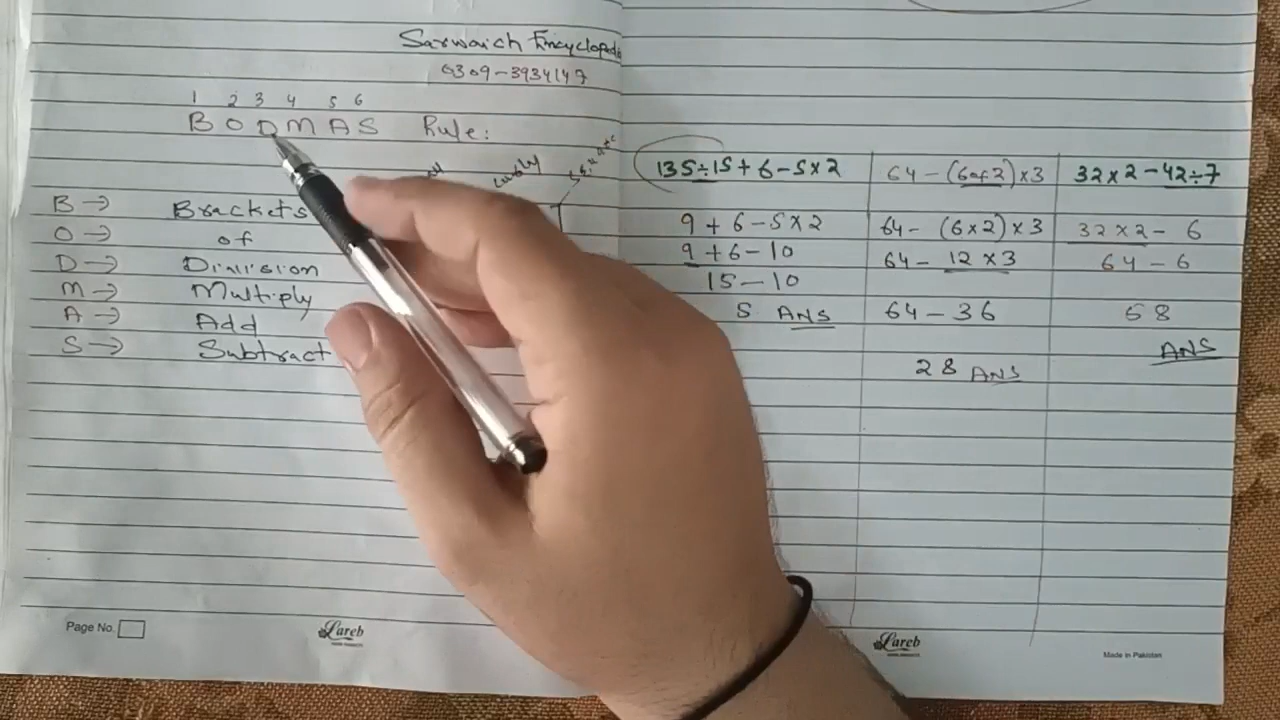 Sarwaich Encyclopedia
0309-3934147
1 2 3 4 5 6
BODMAS Rule:
B → Brackets
O → of
D → Division
M → Multiply
A → Add
S → Subtract
Curly
Page No.
Lareb
135÷15+6-5×2
9+6-5×2
9+6-10
15-10
5 ANS
64-(6of2)×3
64-(6×2)×3
64-12×3
64-36
28 ANS
32×2-42÷7
32×2-6
64-6
58
ANS
Lareb
Made in Pakistan